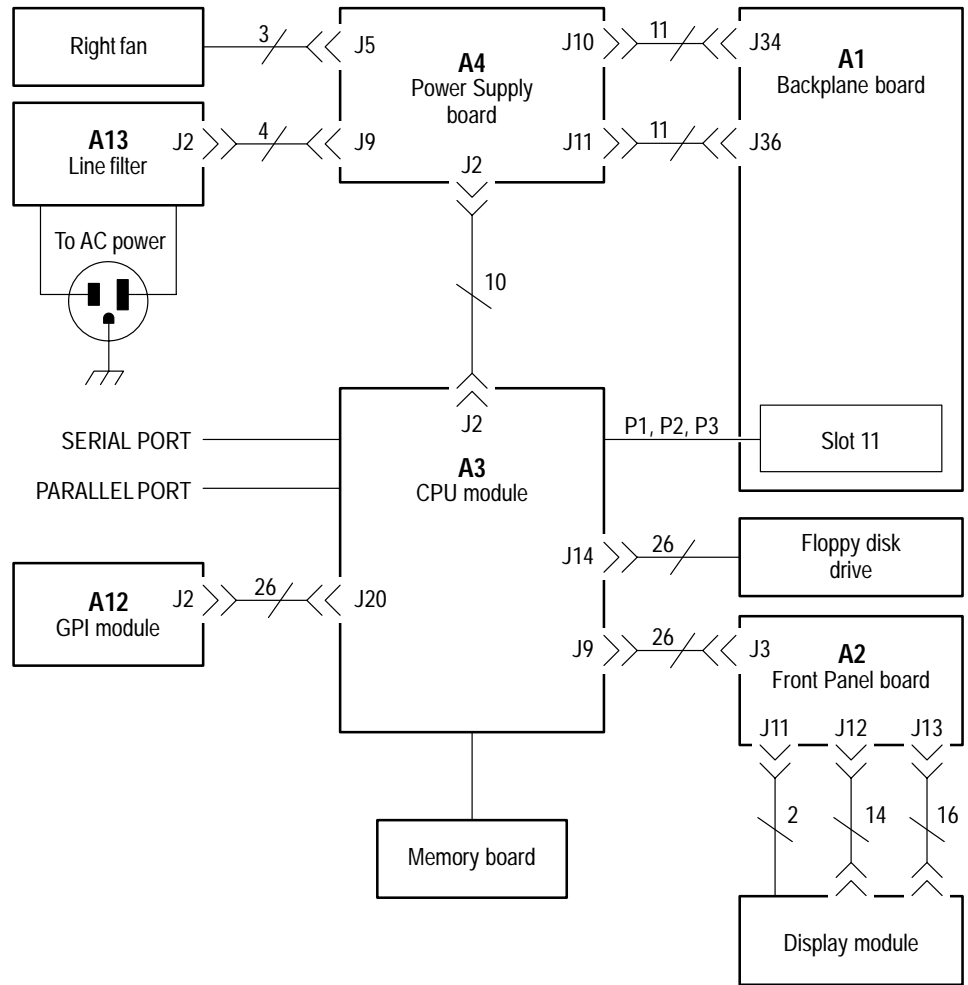 Right fan
3
J5
A4
Power Supply
board
J10
11
J34
A1
Backplane board
A13
Line filter
J2
4
J9
J2
J11
11
J36
To AC power
10
J2
SERIAL PORT
PARALLEL PORT
A3
CPU module
P1, P2, P3
Slot 11
J14
26
Floppy disk
drive
A12
GPI module
J2
26
J20
J9
26
J3
A2
Front Panel board
J11
J12
J13
2
14
16
Memory board
Display module